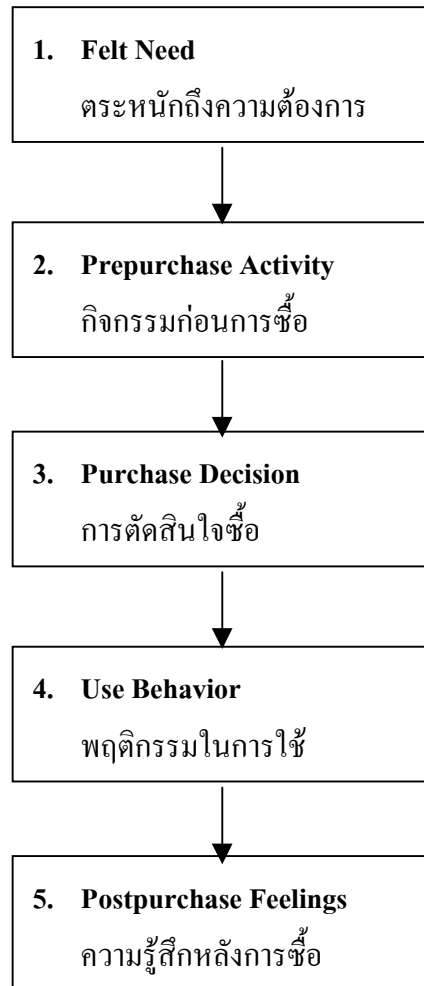 1. Felt Need
ตระหนักถึงความต้องการ
2. Prepurchase Activity
กิจกรรมก่อนการซื้อ
3. Purchase Decision
การตัดสินใจซื้อ
4. Use Behavior
พฤติกรรมในการใช้
5. Postpurchase Feelings
ความรู้สึกหลังการซื้อ